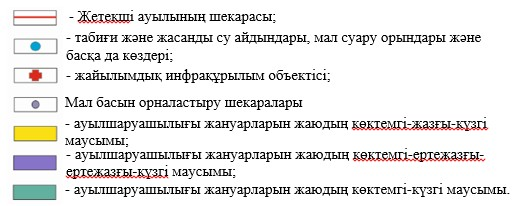 - Жетекші ауылының шекарасы;
- табиғи және жасанды су айдындары, мал суару орындары және
басқа да көздері;
- жайылымдық инфрақұрылым объектісі;
Мал басын орналастыру шекаралары
- ауылшаруашылығы жануарларын жаюдың көктемгі-жазғы-күзгі
маусымы;
- ауылшаруашылығы жануарларын жаюдың көктемгі-ертежазғы-
ертежазғы-күзгі маусымы;
- ауылшаруашылығы жануарларын жаюдың көктемгі-күзгі маусымы.